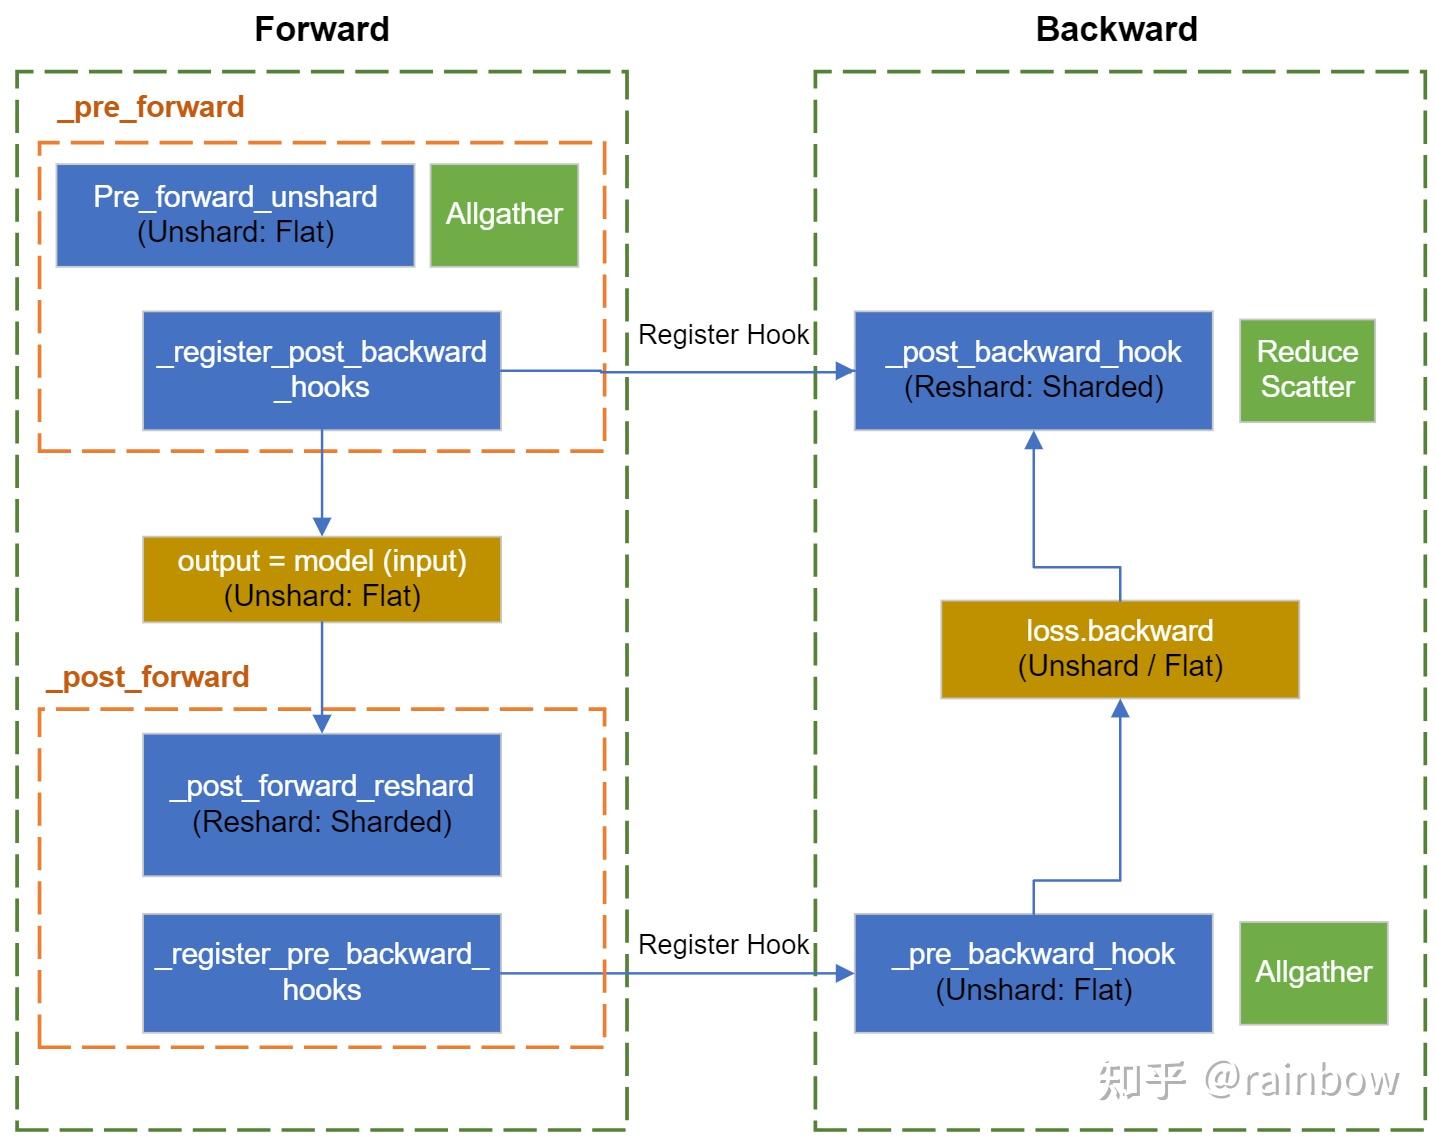 Forward
_pre_forward
Pre_forward_unshard
(Unshard: Flat)
Allgather
_register_post_backward
_hooks
output = model (input)
(Unshard: Flat)
_post_forward
_post_forward_reshard
(Reshard: Sharded)
_register_pre_backward_
hooks
Register Hook
Register Hook
Backward
_post_backward_hook
(Reshard: Sharded)
Reduce
Scatter
loss.backward
(Unshard / Flat)
_pre_backward_hook
(Unshard: Flat)
Allgather
知乎 @rainbow